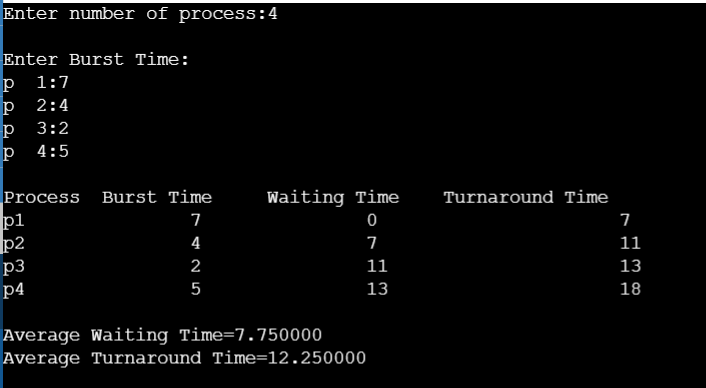 Enter number of process:4
Enter Burst Time:
p  1:7
p  2:4
p  3:2
p  4:5
Process  Burst Time     Waiting Time    Turnaround Time
p1               7               0                      7
p2               4               7                      11
p3               2               11                     13
p4               5               13                     18
Average Waiting Time=7.750000
Average Turnaround Time=12.250000